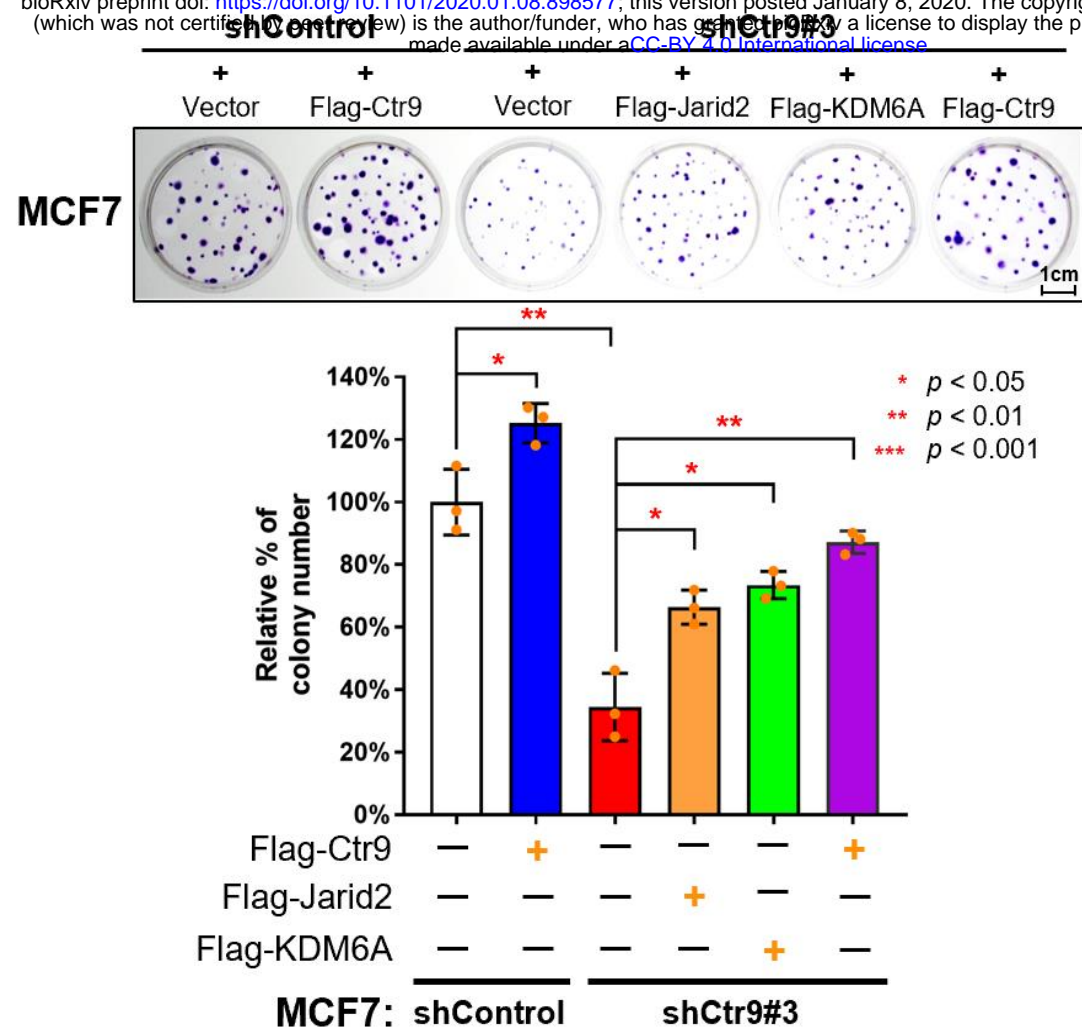 bioRxiv preprint doi: https://doi.org/10.1101/2020.01.08.898577; this version posted January 8, 2020. The copyrig
(which was not certified by peer review) is the author/funder, who has granted bioRxiv a license to display the p
made available under aCC-BY 4.0 International license
shControl shCtr9#3
+ + + + + +
Vector Flag-Ctr9 Vector Flag-Jarid2 Flag-KDM6A Flag-Ctr9
MCF7
1cm
**
*
140%
* p < 0.05
120%
** p < 0.01
**
*** p < 0.001
*
100%
*
80%
60%
40%
20%
0%
Relative % of
colony number
Flag-Ctr9 — + — — — +
Flag-Jarid2 — — — + — —
Flag-KDM6A — — — — + —
MCF7: shControl shCtr9#3